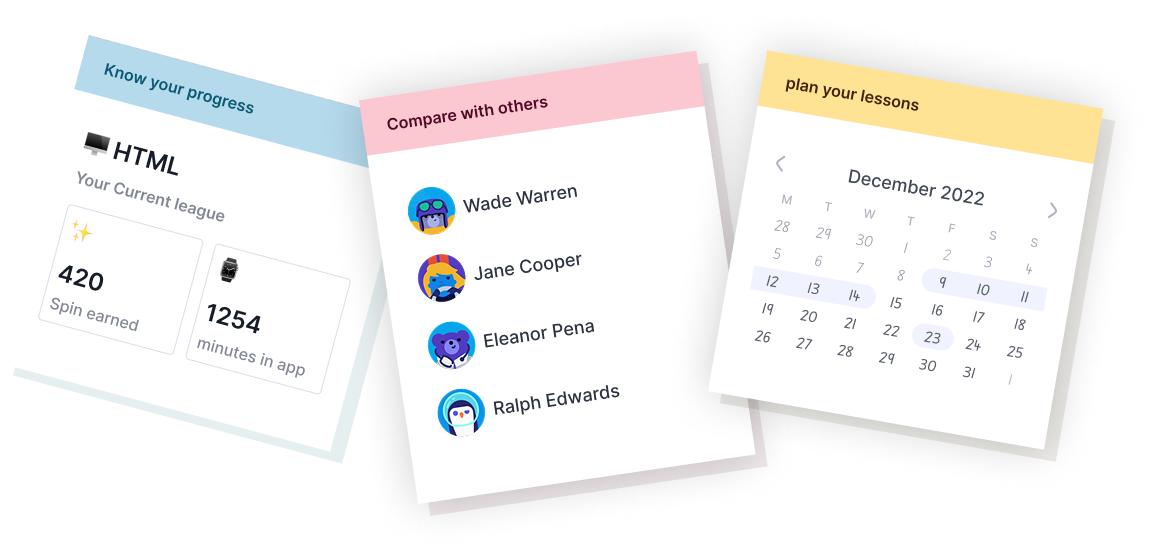 Know your progress
HTML
Your Current league
420
Spin earned
1254
minutes in app
Compare with others
Wade Warren
Jane Cooper
Eleanor Pena
Ralph Edwards
plan your lessons
December 2022
M T W T F S S
28 29 30 1 2 3 4
5 6 7 8 9 10 11
12 13 14 15 16 17 18
19 20 21 22 23 24 25
26 27 28 29 30 31 1